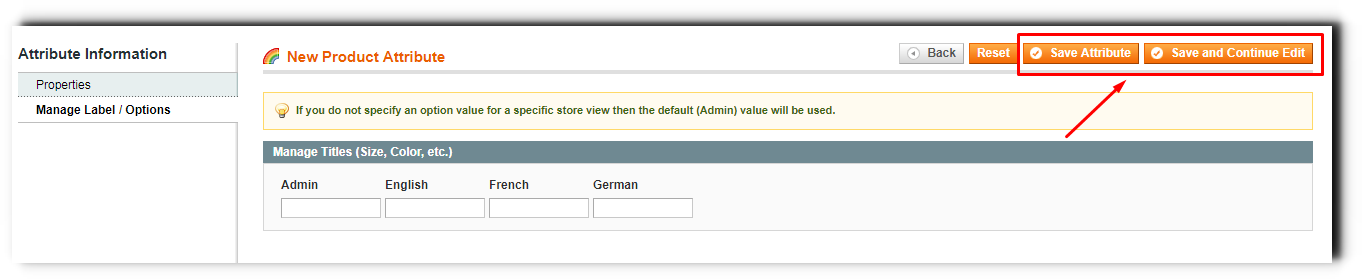 Attribute Information
Properties
Manage Label / Options
New Product Attribute
Back
Reset
Save Attribute
Save and Continue Edit
If you do not specify an option value for a specific store view then the default (Admin) value will be used.
Manage Titles (Size, Color, etc.)
Admin English French German